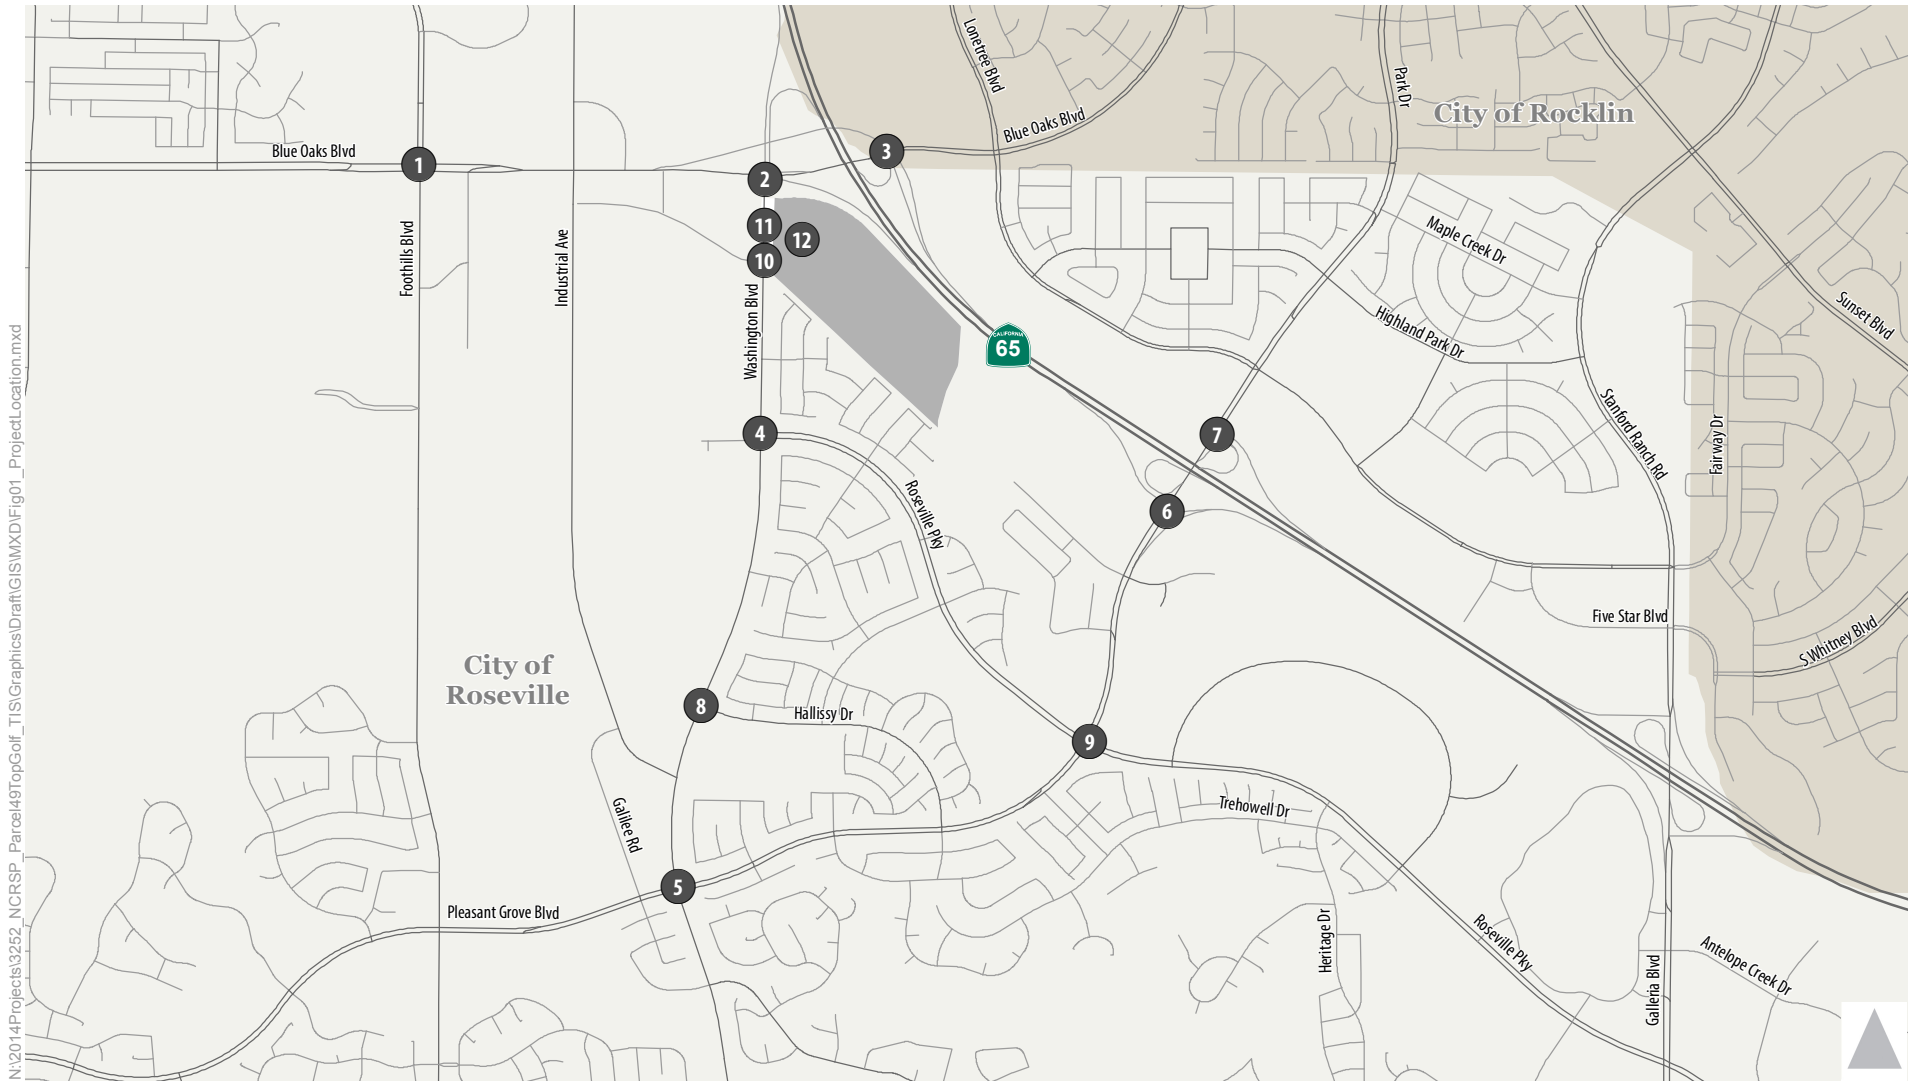 Lonetree Blvd
Park Dr
City of Rocklin
Blue Oaks Blvd
3
Blue Oaks Blvd
1
2
11
12
10
Foothills Blvd
Industrial Ave
Washington Blvd
Maple Creek Dr
Highland Park Dr
Sunset Blvd
CALIFORNIA
65
4
7
Stanford Ranch Rd
Fairway Dr
Roseville Pky
6
Five Star Blvd
S Whitney Blvd
City of
Roseville
8
Hallissy Dr
9
Galilee Rd
Trehowell Dr
5
Pleasant Grove Blvd
Heritage Dr
Roseville Pky
Galleria Blvd
Antelope Creek Dr
N:\2014Projects\3252_NCRSP_Parcel49TopGolf_TIS\Graphics\Draft\GIS\MXD\Fig01_ProjectLocation.mxd